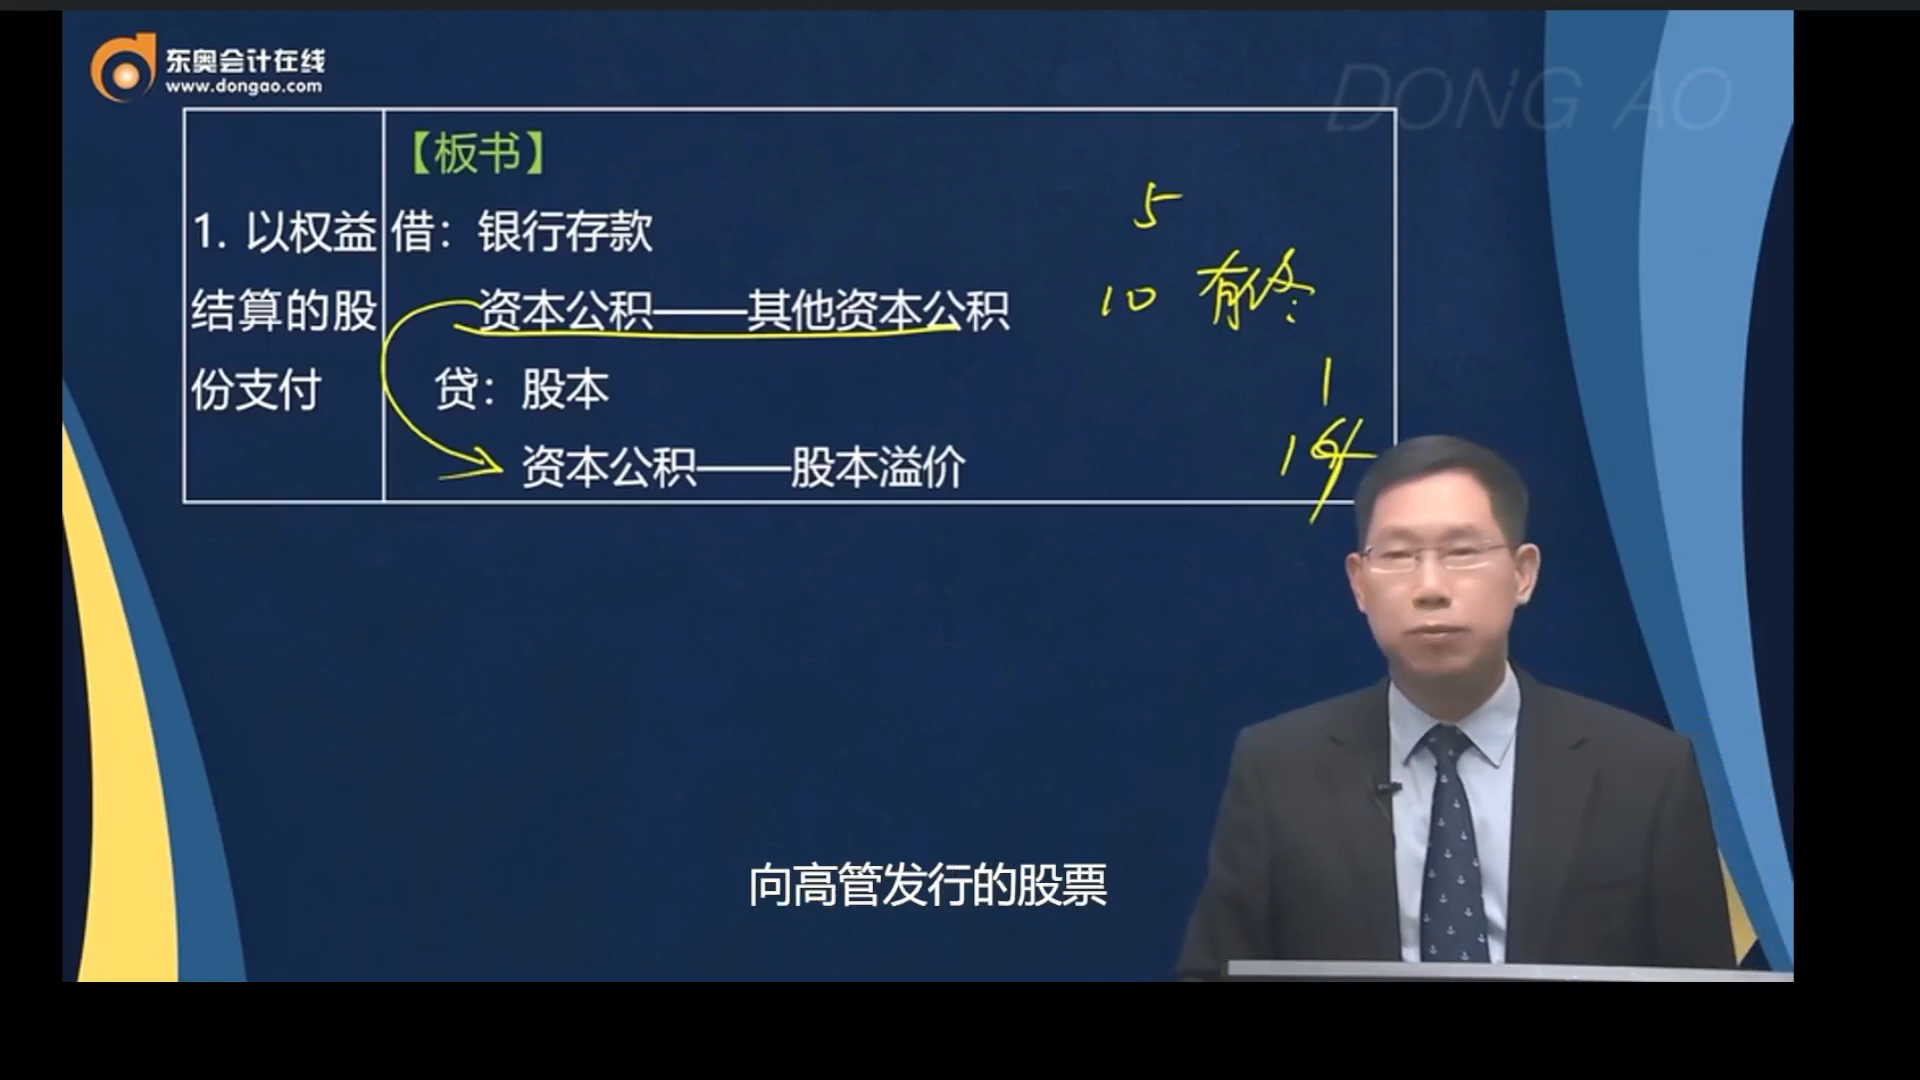 东奥会计在线
www.dongao.com
DONG AO
【板书】
1. 以权益结算的股份支付
借：银行存款
资本公积——其他资本公积
贷：股本
资本公积——股本溢价
5
10
1
向高管发行的股票